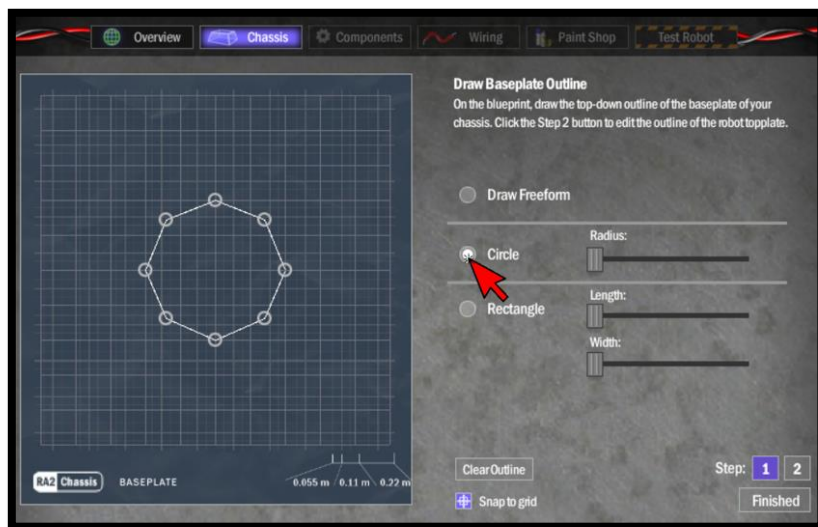 Overview
Chassis
Components
Wiring
Paint Shop
Test Robot
Draw Baseplate Outline
On the blueprint, draw the top-down outline of the baseplate of your
chassis. Click the Step 2 button to edit the outline of the robot topplate.
Draw Freeform
Circle
Radius:
Rectangle
Length:
Width:
RA2 Chassis BASEPLATE
0.055 m / 0.11 m / 0.22 m
Clear Outline
Step: 1 2
Snap to grid
Finished